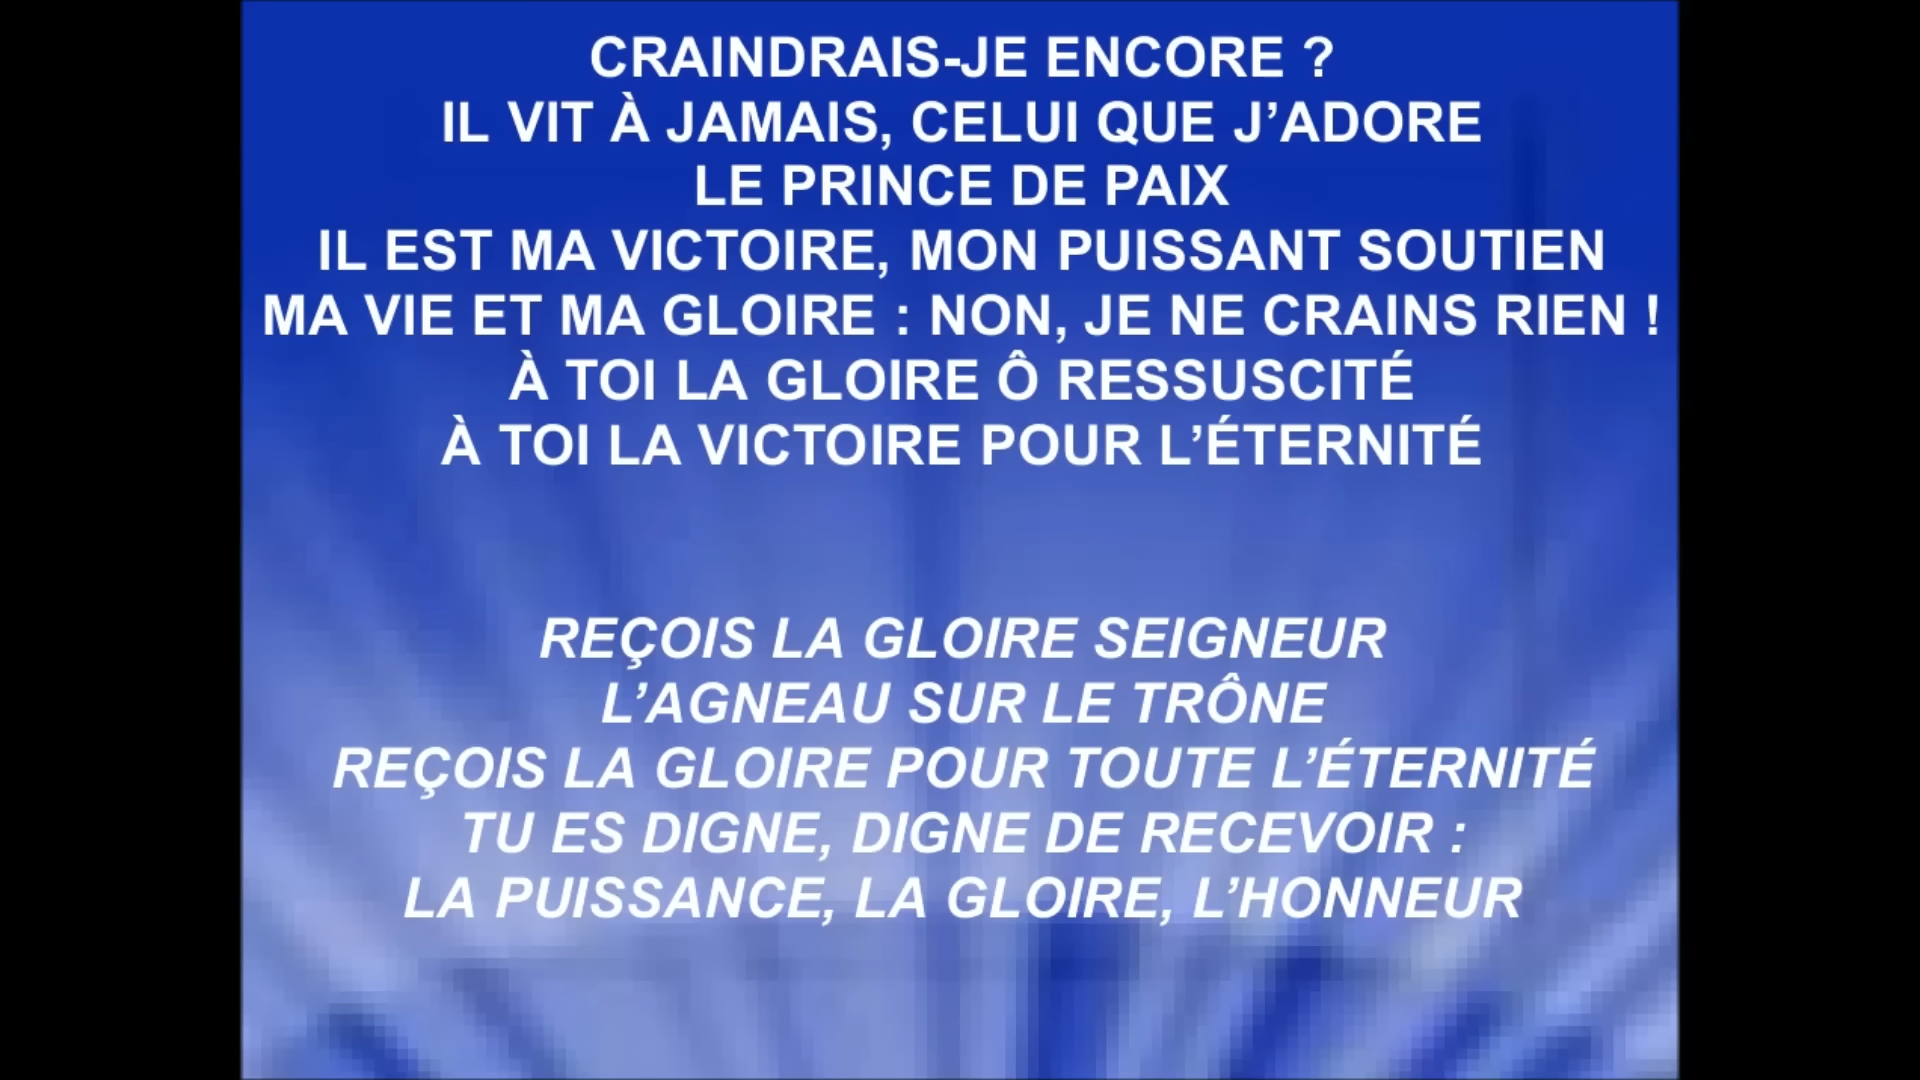 CRAINDRAIS-JE ENCORE ?
IL VIT À JAMAIS, CELUI QUE J’ADORE
LE PRINCE DE PAIX
IL EST MA VICTOIRE, MON PUISSANT SOUTIEN
MA VIE ET MA GLOIRE : NON, JE NE CRAINS RIEN !
À TOI LA GLOIRE Ô RESSUSCITÉ
À TOI LA VICTOIRE POUR L’ÉTERNITÉ
REÇOIS LA GLOIRE SEIGNEUR
L’AGNEAU SUR LE TRÔNE
REÇOIS LA GLOIRE POUR TOUTE L’ÉTERNITÉ
TU ES DIGNE, DIGNE DE RECEVOIR :
LA PUISSANCE, LA GLOIRE, L’HONNEUR